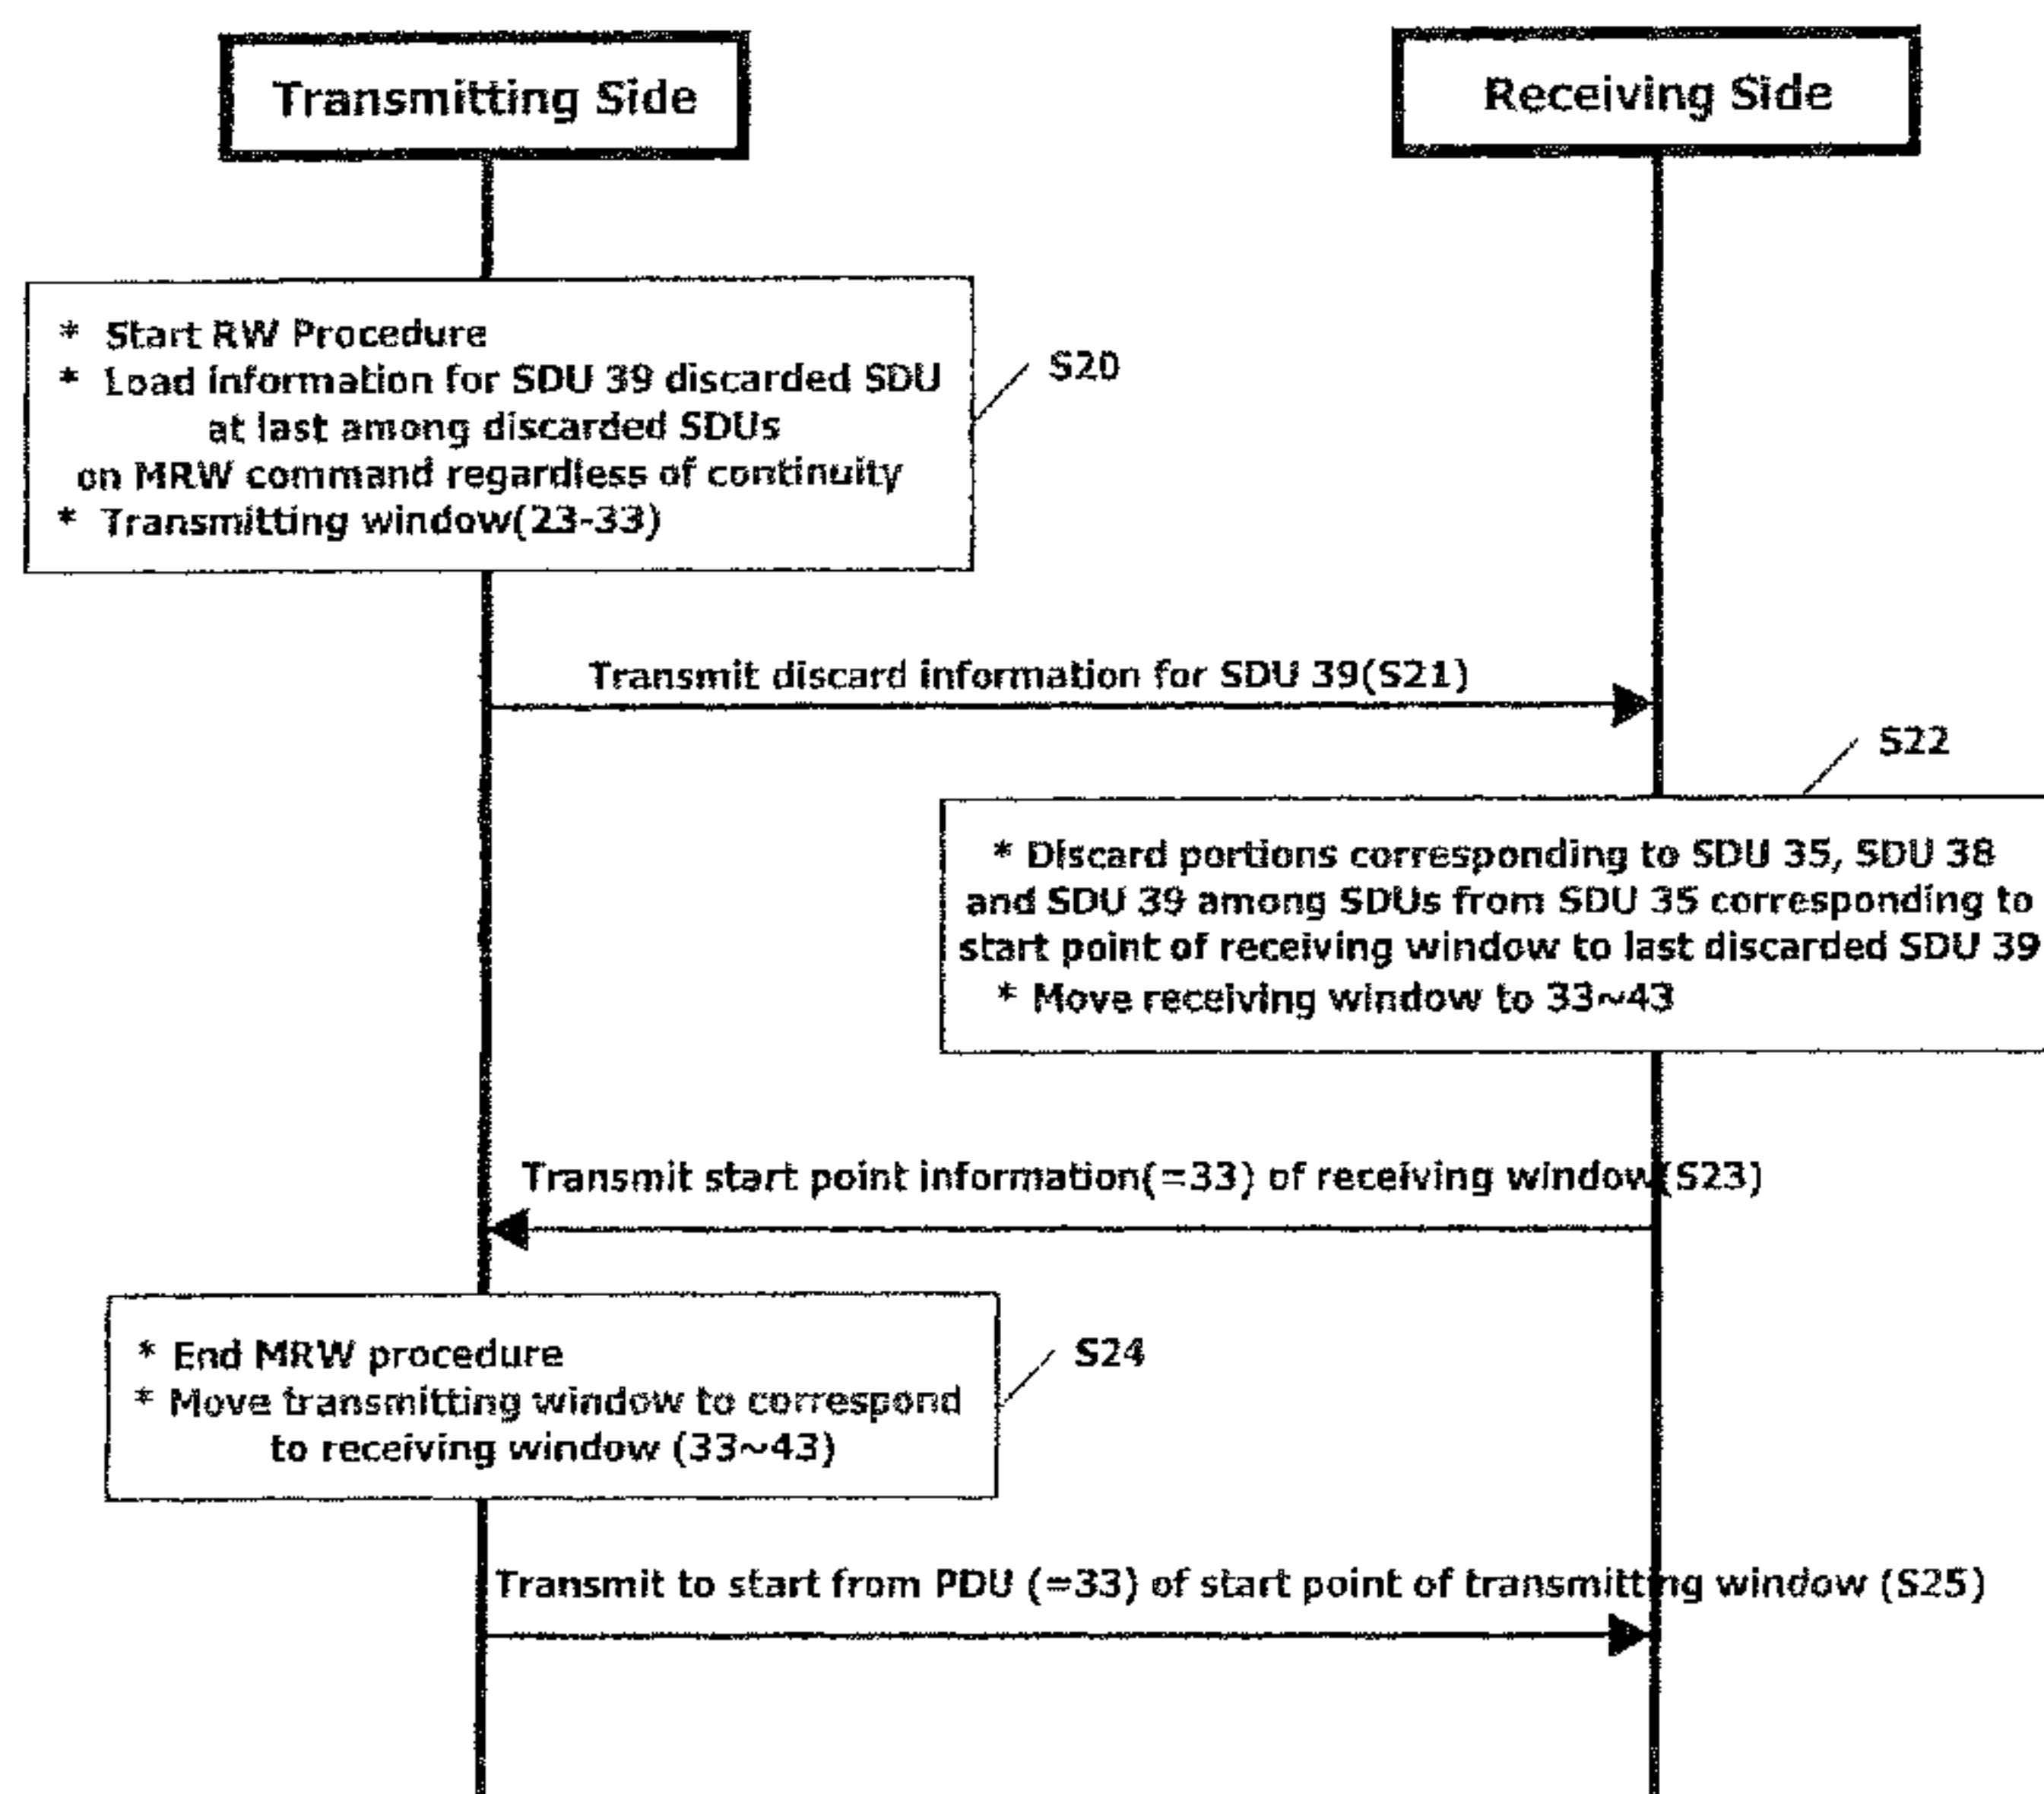 Transmitting Side
Receiving Side
* Start RW Procedure
* Load information for SDU 39 discarded SDU
at last among discarded SDUs
on MRW command regardless of continuity
* Transmitting window(23-33)
S20
Transmit discard information for SDU 39(S21)
S22
* Discard portions corresponding to SDU 35, SDU 38
and SDU 39 among SDUs from SDU 35 corresponding to
start point of receiving window to last discarded SDU 39
* Move receiving window to 33~43
Transmit start point information(=33) of receiving window(S23)
* End MRW procedure
* Move transmitting window to correspond
to receiving window (33~43)
S24
Transmit to start from PDU (=33) of start point of transmitting window (S25)